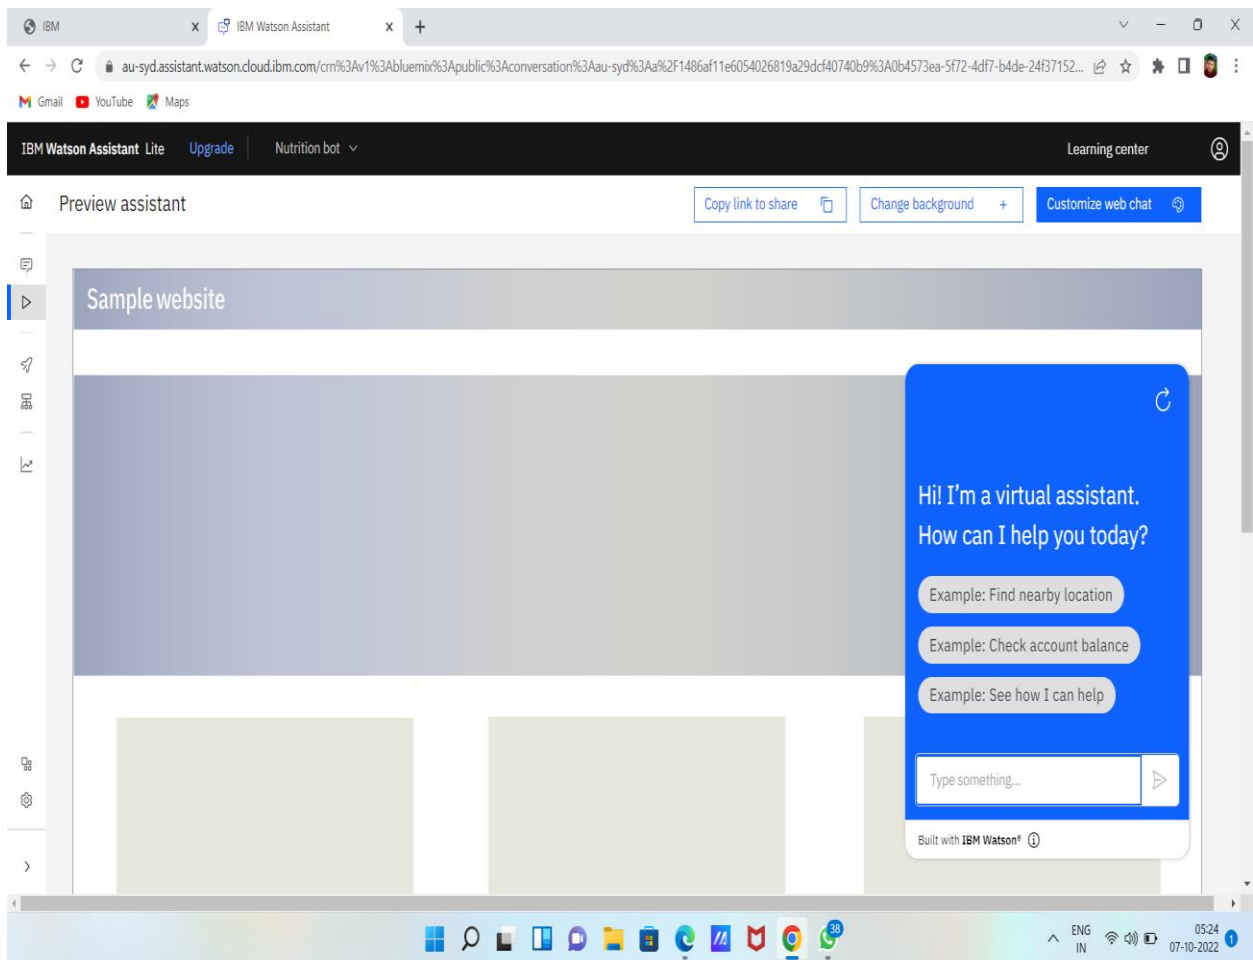 IBM
IBM Watson Assistant
au-syd.assistant.watson.cloud.ibm.com/crn%3Av1%3Abluemix%3Apublic%3Aconversation%3Aau-syd%3Aa%2F1486af11e6054026819a29dcf40740b9%3A0b4573ea-5f72-4df7-b4de-24f37152...
Gmail YouTube Maps
IBM Watson Assistant Lite Upgrade Nutrition bot Learning center
Preview assistant Copy link to share Change background + Customize web chat
Sample website
Hi! I'm a virtual assistant.
How can I help you today?
Example: Find nearby location
Example: Check account balance
Example: See how I can help
Type something...
Built with IBM Watson®
38
ENG
IN
05:24
07-10-2022
1